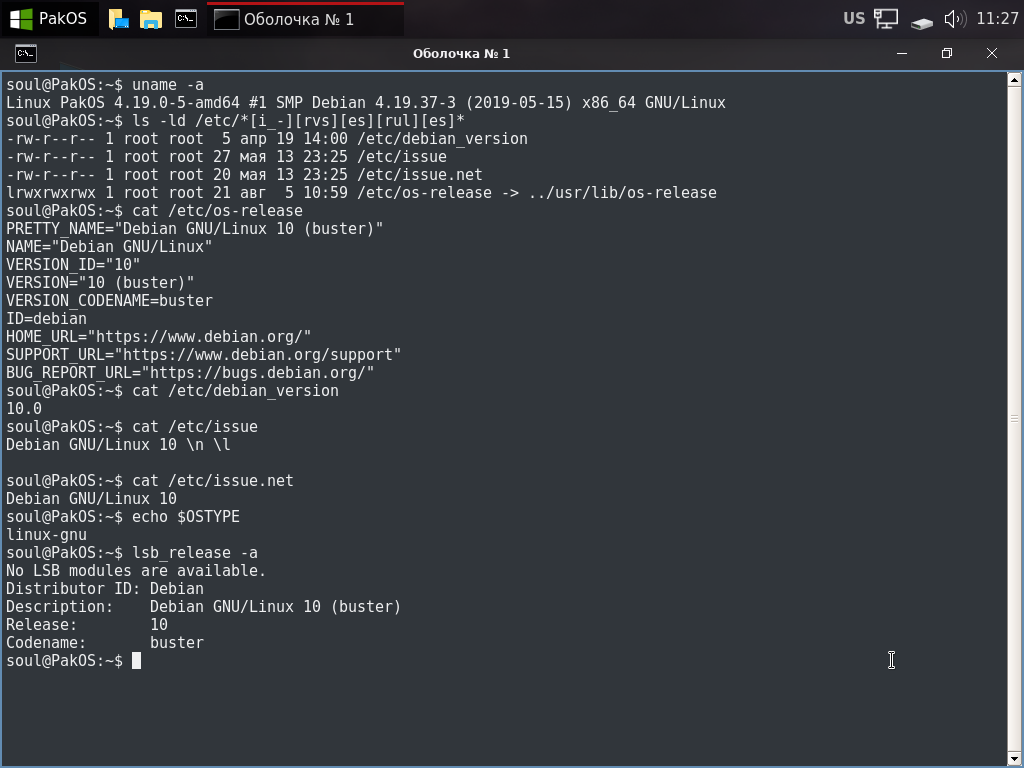 PakOS
Оболочка № 1
US
11:27
Оболочка № 1
soul@PakOS:~$ uname -a
Linux PakOS 4.19.0-5-amd64 #1 SMP Debian 4.19.37-3 (2019-05-15) x86_64 GNU/Linux
soul@PakOS:~$ ls -ld /etc/*[i_-][rvs][es][rul][es]*
-rw-r--r-- 1 root root  5 апр 19 14:00 /etc/debian_version
-rw-r--r-- 1 root root 27 мая 13 23:25 /etc/issue
-rw-r--r-- 1 root root 20 мая 13 23:25 /etc/issue.net
lrwxrwxrwx 1 root root 21 авг  5 10:59 /etc/os-release -> ../usr/lib/os-release
soul@PakOS:~$ cat /etc/os-release
PRETTY_NAME="Debian GNU/Linux 10 (buster)"
NAME="Debian GNU/Linux"
VERSION_ID="10"
VERSION="10 (buster)"
VERSION_CODENAME=buster
ID=debian
HOME_URL="https://www.debian.org/"
SUPPORT_URL="https://www.debian.org/support"
BUG_REPORT_URL="https://bugs.debian.org/"
soul@PakOS:~$ cat /etc/debian_version
10.0
soul@PakOS:~$ cat /etc/issue
Debian GNU/Linux 10 \n \l

soul@PakOS:~$ cat /etc/issue.net
Debian GNU/Linux 10
soul@PakOS:~$ echo $OSTYPE
linux-gnu
soul@PakOS:~$ lsb_release -a
No LSB modules are available.
Distributor ID: Debian
Description:    Debian GNU/Linux 10 (buster)
Release:        10
Codename:       buster
soul@PakOS:~$